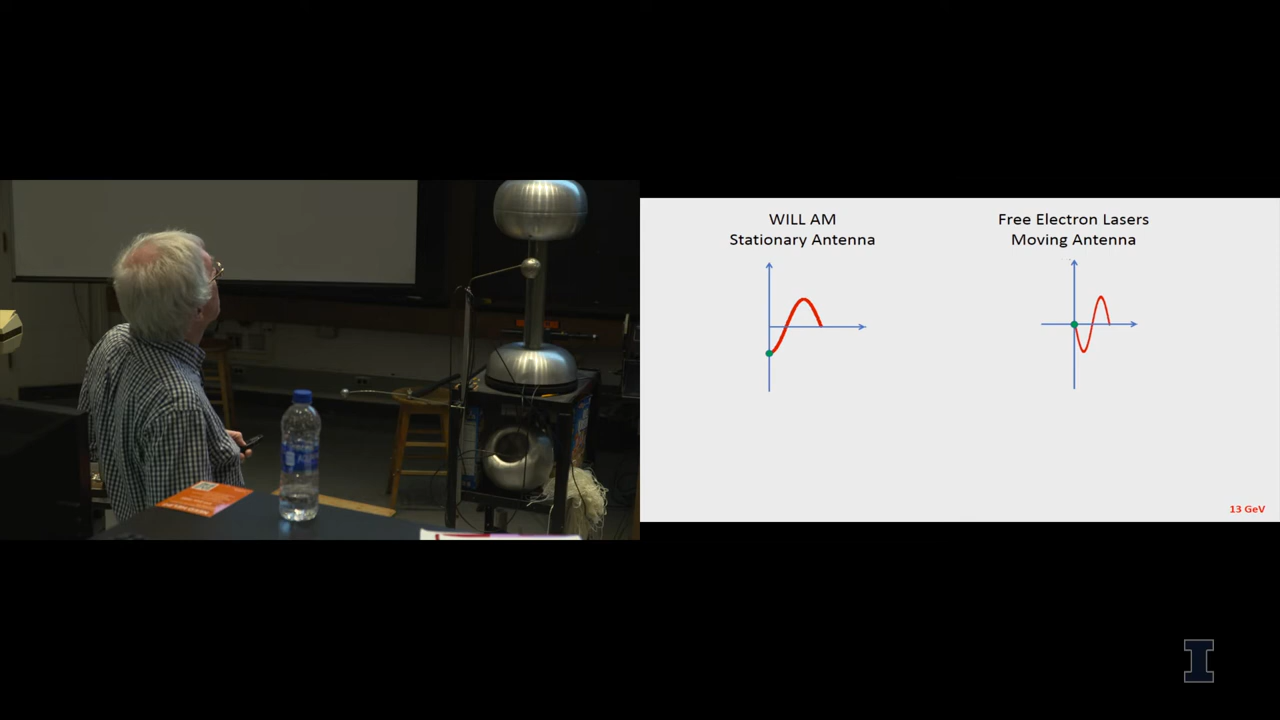 WILL AM
Stationary Antenna
Free Electron Lasers
Moving Antenna
13 GeV
I